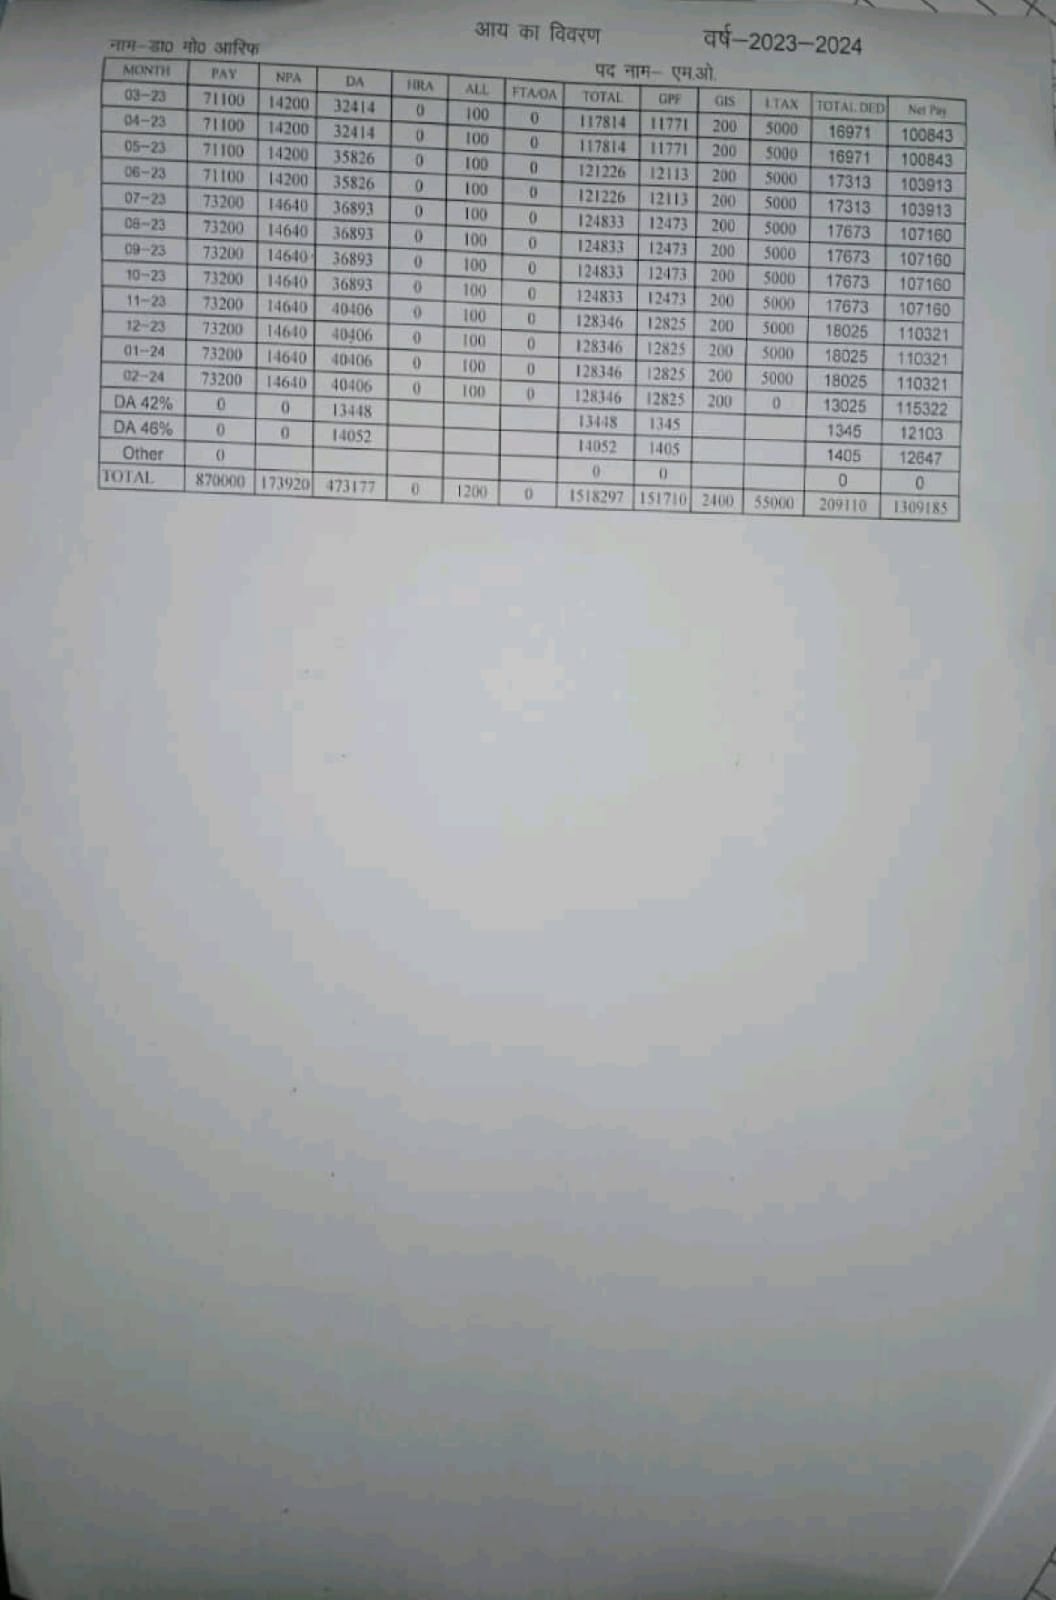 आय का विवरण वर्ष–2023–2024
नाम–डा0 मो0 आरिफ पद नाम– एम.ओ.
MONTH PAY NPA DA HRA ALL FTA/OA TOTAL GPF GIS I.TAX TOTAL DED Net Pay
03-23 71100 14200 32414 0 100 0 117814 11771 200 5000 16971 100843
04-23 71100 14200 32414 0 100 0 117814 11771 200 5000 16971 100843
05-23 71100 14200 35826 0 100 0 121226 12113 200 5000 17313 103913
06-23 71100 14200 35826 0 100 0 121226 12113 200 5000 17313 103913
07-23 73200 14640 36893 0 100 0 124833 12473 200 5000 17673 107160
08-23 73200 14640 36893 0 100 0 124833 12473 200 5000 17673 107160
09-23 73200 14640 36893 0 100 0 124833 12473 200 5000 17673 107160
10-23 73200 14640 36893 0 100 0 124833 12473 200 5000 17673 107160
11-23 73200 14640 40406 0 100 0 128346 12825 200 5000 18025 110321
12-23 73200 14640 40406 0 100 0 128346 12825 200 5000 18025 110321
01-24 73200 14640 40406 0 100 0 128346 12825 200 5000 18025 110321
02-24 73200 14640 40406 0 100 0 128346 12825 200 0 13025 115322
DA 42% 0 0 13448 13448 1345 1345 12103
DA 46% 0 0 14052 14052 1405 1405 12647
Other 0 0 0 0 0
TOTAL 870000 173920 473177 0 1200 0 1518297 151710 2400 55000 209110 1309185